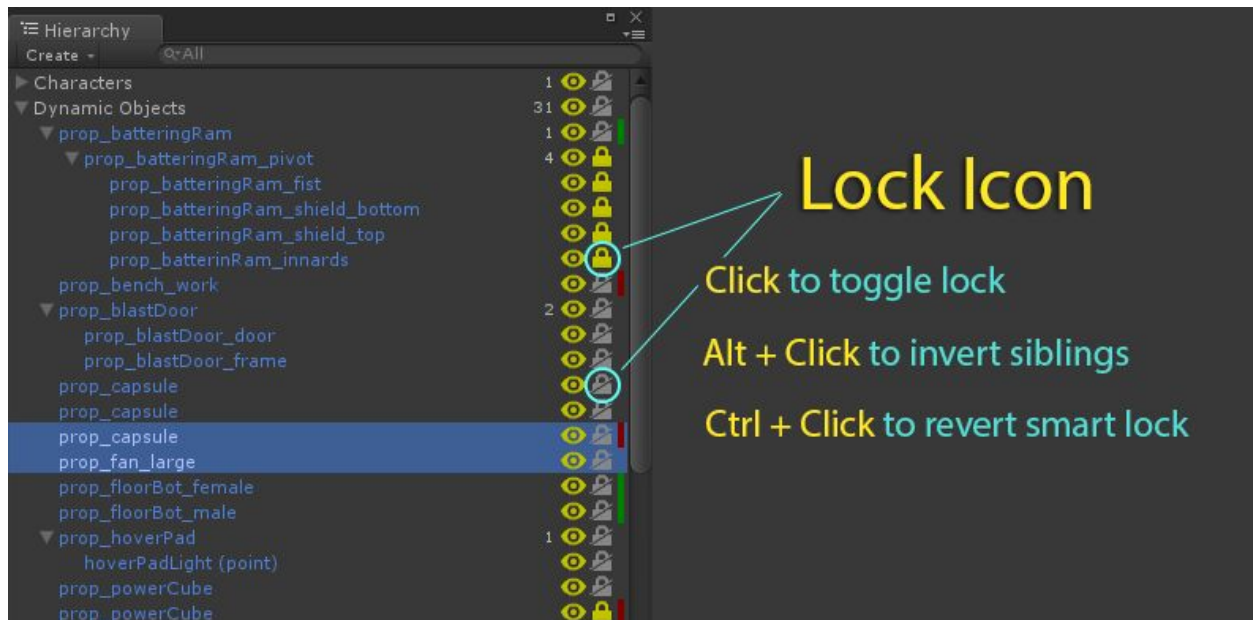 Hierarchy
Create
All
Characters 1
Dynamic Objects 31
prop_batteringRam 1
prop_batteringRam_pivot 4
prop_batteringRam_fist
prop_batteringRam_shield_bottom
prop_batteringRam_shield_top
prop_batterinRam_innards
prop_bench_work
prop_blastDoor 2
prop_blastDoor_door
prop_blastDoor_frame
prop_capsule
prop_capsule
prop_capsule
prop_fan_large
prop_floorBot_female
prop_floorBot_male
prop_hoverPad 1
hoverPadLight (point)
prop_powerCube
prop_powerCube
Lock Icon
Click to toggle lock
Alt + Click to invert siblings
Ctrl + Click to revert smart lock